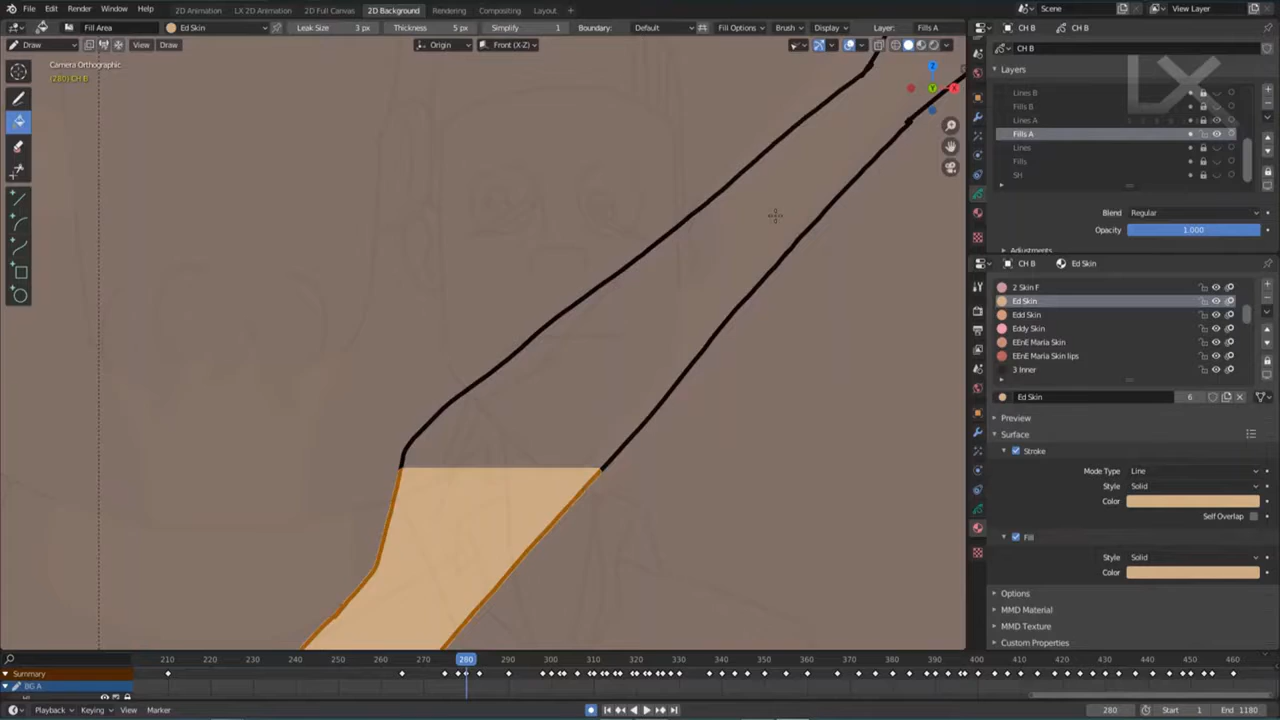 File Edit Render Window Help 2D Animation LX 2D Animation 2D Full Canvas 2D Background Rendering Compositing Layout Scene View Layer
Fill Area Ed Skin Leak Size 3 px Thickness 5 px Simplify 1 Boundary: Default Fill Options Brush Display Layer: Fills A CH B CH B
Draw View Draw Origin Front (X-Z) CH B
Camera Orthographic
(280) CH B
Layers
LX
Z
X
Y
Lines B
Fills B
Lines A
Fills A
Lines
Fills
SH
Blend Regular
Opacity 1.000
Adjustments
CH B Ed Skin
2 Skin F
Ed Skin
Edd Skin
Eddy Skin
EEnE Maria Skin
EEnE Maria Skin lips
3 Inner
Ed Skin 6
Preview
Surface
Stroke
Mode Type Line
Style Solid
Color
Self Overlap
Fill
Style Solid
Color
Options
MMD Material
MMD Texture
Custom Properties
210 220 230 240 250 260 270 280 290 300 310 320 330 340 350 360 370 380 390 400 410 420 430 440 450 460
Summary
BG A
Playback Keying View Marker 280 Start 1 End 1180